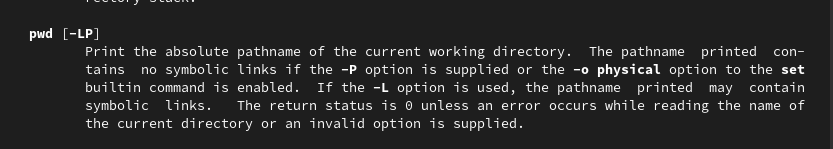 rectory stack.
pwd [-LP]
Print the absolute pathname of the current working directory.  The pathname  printed  con-
tains  no symbolic links if the -P option is supplied or the -o physical option to the set
builtin command is enabled.  If the -L option is used, the pathname  printed  may  contain
symbolic  links.   The return status is 0 unless an error occurs while reading the name of
the current directory or an invalid option is supplied.